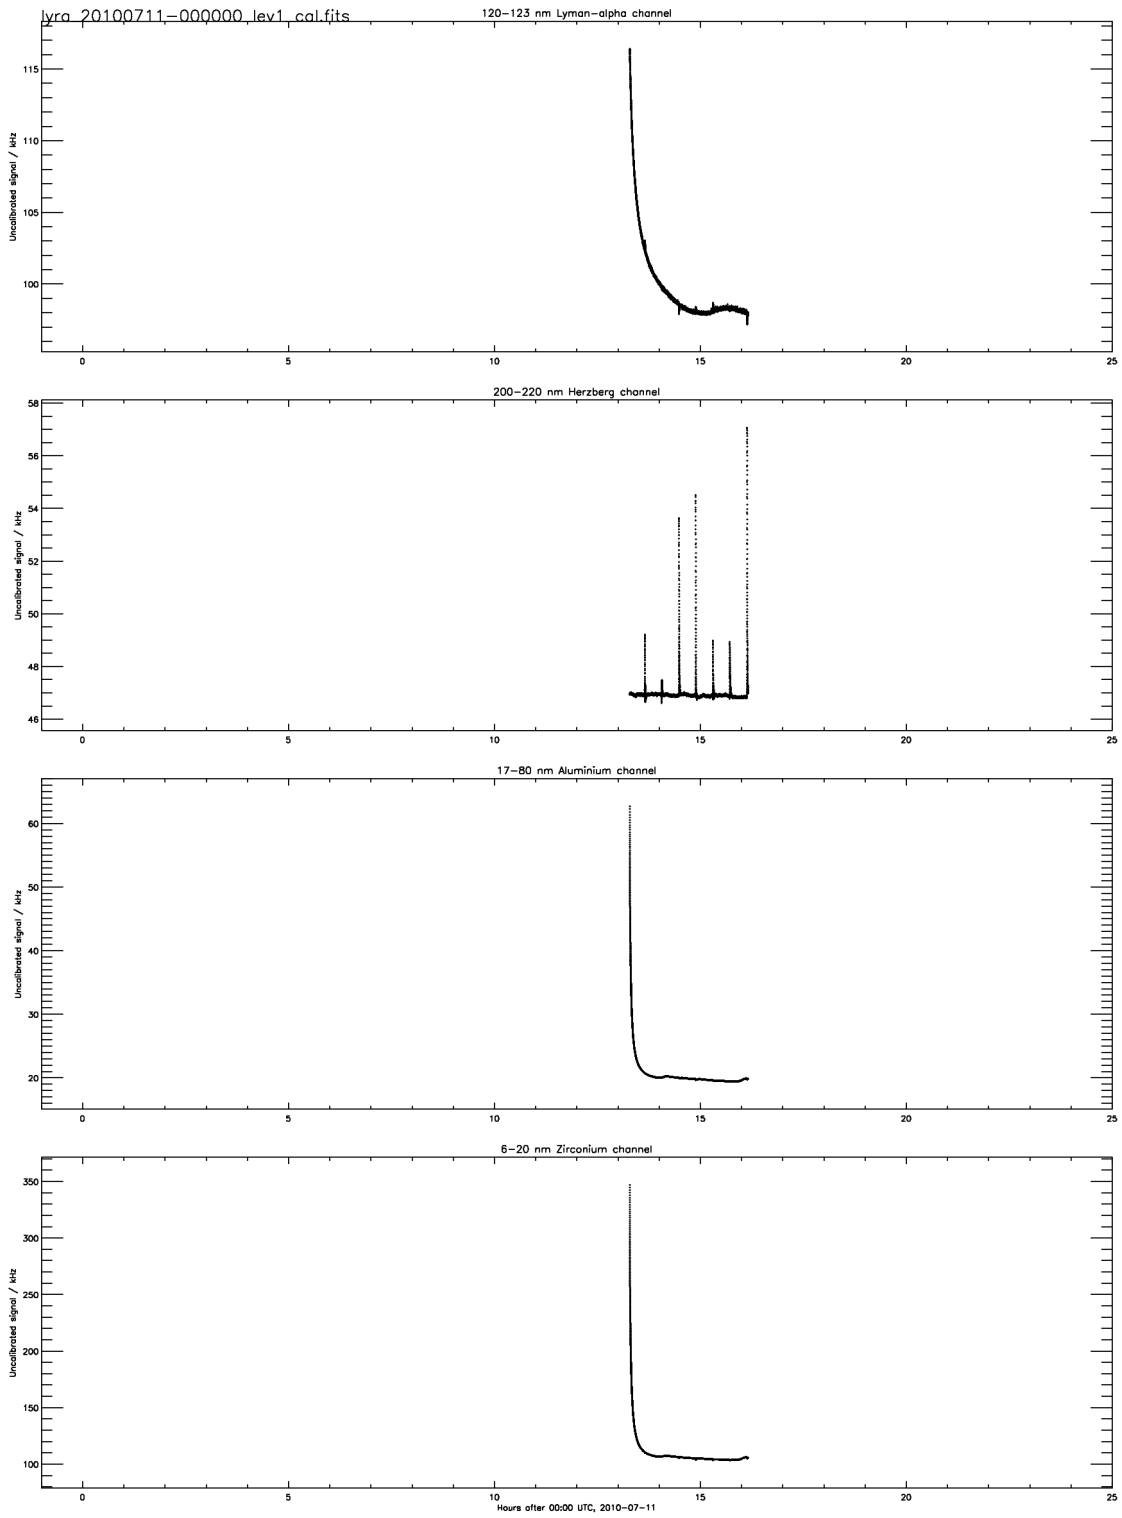 lyra_20100711-000000_lev1_cal.fits
120-123 nm Lyman-alpha channel
Uncalibrated signal / kHz
115
110
105
100
0 5 10 15 20 25
200-220 nm Herzberg channel
Uncalibrated signal / kHz
58
56
54
52
50
48
46
0 5 10 15 20 25
17-80 nm Aluminium channel
Uncalibrated signal / kHz
60
50
40
30
20
0 5 10 15 20 25
6-20 nm Zirconium channel
Uncalibrated signal / kHz
350
300
250
200
150
100
0 5 10 15 20 25
Hours after 00:00 UTC, 2010-07-11